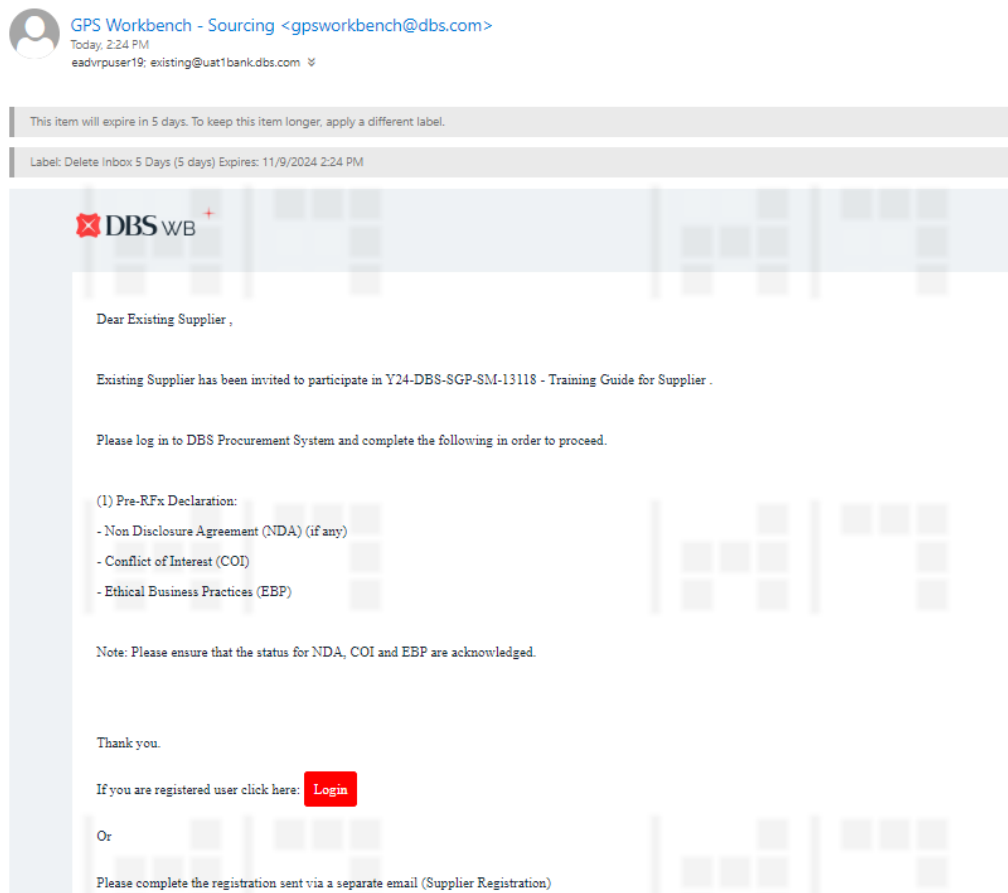 GPS Workbench - Sourcing <gpsworkbench@dbs.com>
Today, 2:24 PM
eadvrpuser19; existing@uat1bank.dbs.com
This item will expire in 5 days. To keep this item longer, apply a different label.
Label: Delete Inbox 5 Days (5 days) Expires: 11/9/2024 2:24 PM
DBS WB
Dear Existing Supplier ,
Existing Supplier has been invited to participate in Y24-DBS-SGP-SM-13118 - Training Guide for Supplier .
Please log in to DBS Procurement System and complete the following in order to proceed.
(1) Pre-RFx Declaration:
- Non Disclosure Agreement (NDA) (if any)
- Conflict of Interest (COI)
- Ethical Business Practices (EBP)
Note: Please ensure that the status for NDA, COI and EBP are acknowledged.
Thank you.
If you are registered user click here: Login
Or
Please complete the registration sent via a separate email (Supplier Registration)